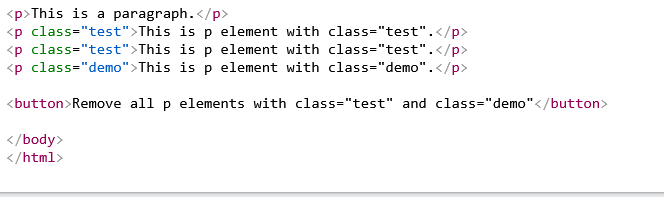 <p>This is a paragraph.</p>
<p class="test">This is p element with class="test".</p>
<p class="test">This is p element with class="test".</p>
<p class="demo">This is p element with class="demo".</p>
<button>Remove all p elements with class="test" and class="demo"</button>
</body>
</html>